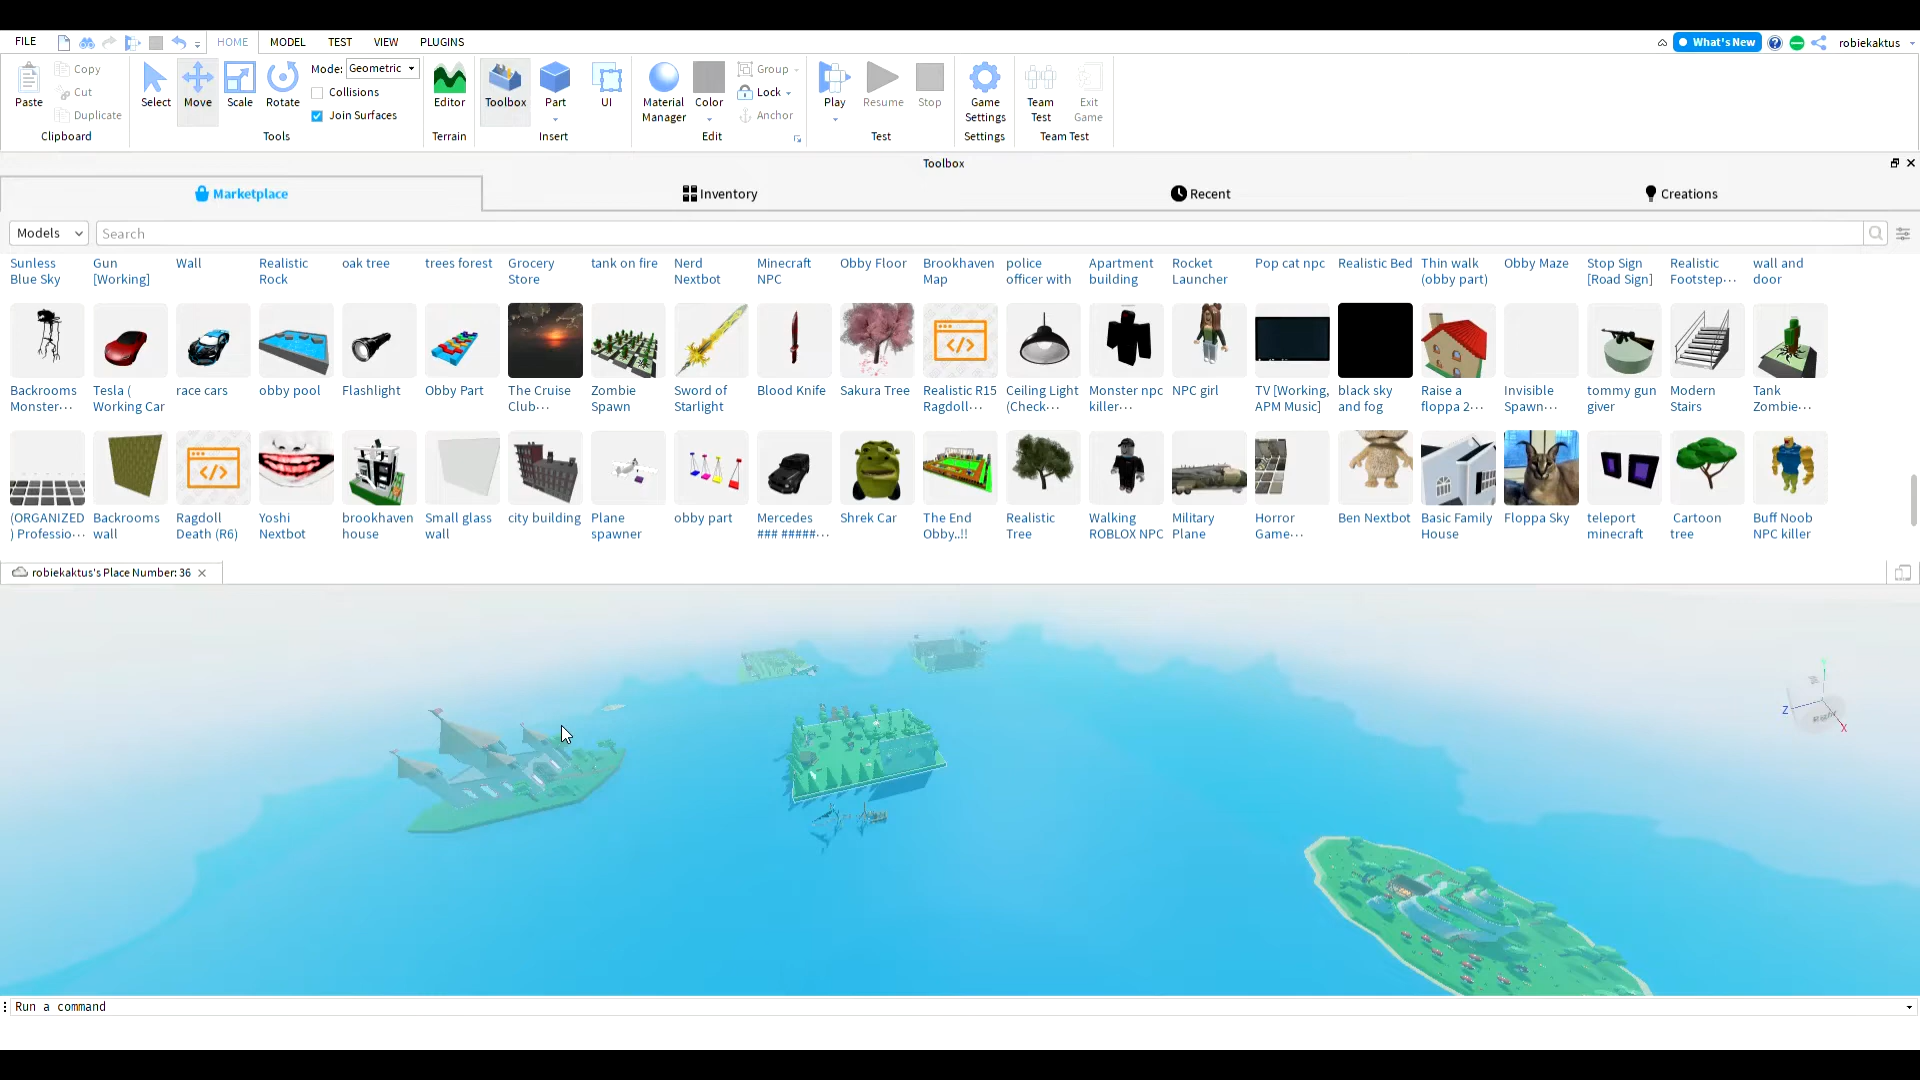 FILE HOME MODEL TEST VIEW PLUGINS What's New robiekaktus
Paste Copy Cut Duplicate Clipboard
Select Move Scale Rotate Mode: Geometric Collisions Join Surfaces Tools
Editor Terrain
Toolbox Part UI Insert
Material Manager Color Group Lock Anchor Edit
Play Resume Stop Test
Game Settings Settings
Team Test Exit Game Team Test
Toolbox
Marketplace Inventory Recent Creations
Models Search
Sunless Blue Sky
Gun [Working]
Wall
Realistic Rock
oak tree
trees forest
Grocery Store
tank on fire
Nerd Nextbot
Minecraft NPC
Obby Floor
Brookhaven Map
police officer with
Apartment building
Rocket Launcher
Pop cat npc
Realistic Bed
Thin walk (obby part)
Obby Maze
Stop Sign [Road Sign]
Realistic Footstep···
wall and door
Backrooms Monster···
Tesla ( Working Car
race cars
obby pool
Flashlight
Obby Part
The Cruise Club···
Zombie Spawn
Sword of Starlight
Blood Knife
Sakura Tree
Realistic R15 Ragdoll···
Ceiling Light (Check···
Monster npc killer···
NPC girl
TV [Working, APM Music]
black sky and fog
Raise a floppa 2···
Invisible Spawn···
tommy gun giver
Modern Stairs
Tank Zombie···
(ORGANIZED ) Professio···
Backrooms wall
Ragdoll Death (R6)
Yoshi Nextbot
brookhaven house
Small glass wall
city building
Plane spawner
obby part
Mercedes ### #####···
Shrek Car
The End Obby..!!
Realistic Tree
Walking ROBLOX NPC
Military Plane
Horror Game···
Ben Nextbot
Basic Family House
Floppa Sky
teleport minecraft
Cartoon tree
Buff Noob NPC killer
robiekaktus's Place Number: 36
Z
X
Run a command